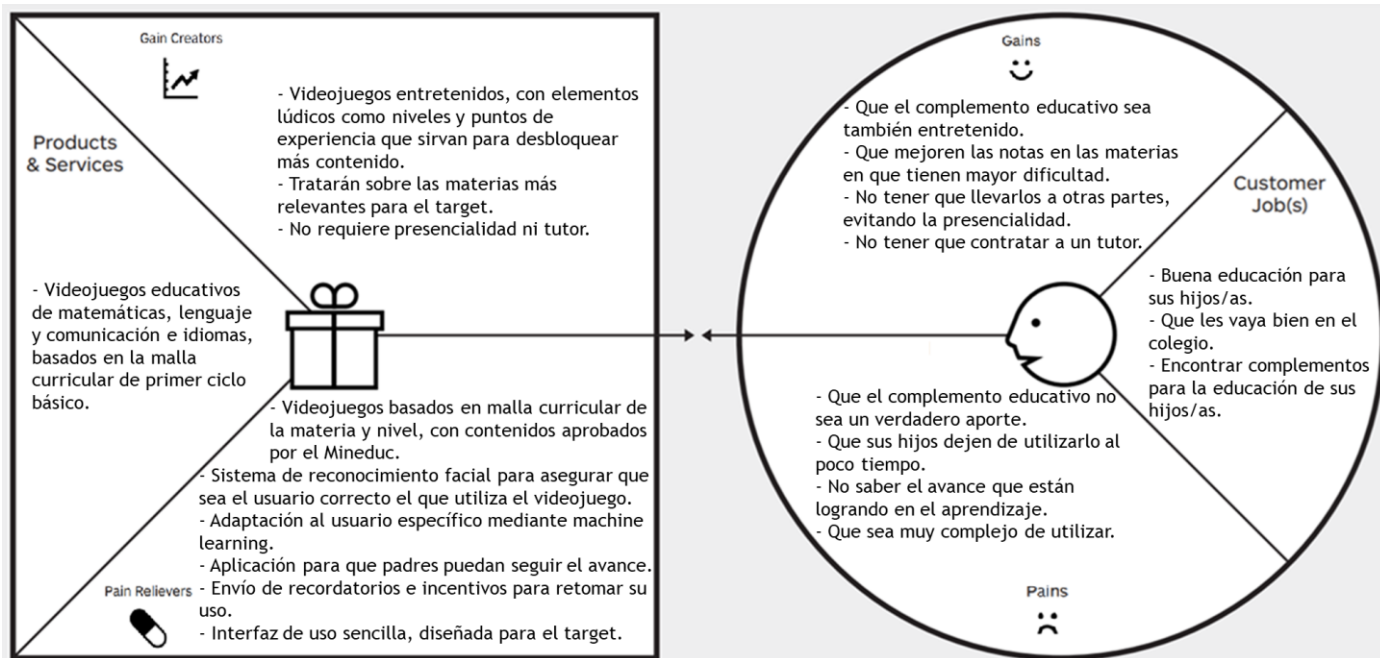 Gain Creators
- Videojuegos entretenidos, con elementos
lúdicos como niveles y puntos de
experiencia que sirvan para desbloquear
más contenido.
- Tratarán sobre las materias más
relevantes para el target.
- No requiere presencialidad ni tutor.
Products
& Services
- Videojuegos educativos
de matemáticas, lenguaje
y comunicación e idiomas,
basados en la malla
curricular de primer ciclo
básico.
- Videojuegos basados en malla curricular de
la materia y nivel, con contenidos aprobados
por el Mineduc.
- Sistema de reconocimiento facial para asegurar que
sea el usuario correcto el que utiliza el videojuego.
- Adaptación al usuario específico mediante machine
learning.
- Aplicación para que padres puedan seguir el avance.
- Envío de recordatorios e incentivos para retomar su
uso.
- Interfaz de uso sencilla, diseñada para el target.
Pain Relievers
Gains
- Que el complemento educativo sea
también entretenido.
- Que mejoren las notas en las materias
en que tienen mayor dificultad.
- No tener que llevarlos a otras partes,
evitando la presencialidad.
- No tener que contratar a un tutor.
Customer
Job(s)
- Buena educación para
sus hijos/as.
- Que les vaya bien en el
colegio.
- Encontrar complementos
para la educación de sus
hijos/as.
- Que el complemento educativo no
sea un verdadero aporte.
- Que sus hijos dejen de utilizarlo al
poco tiempo.
- No saber el avance que están
logrando en el aprendizaje.
- Que sea muy complejo de utilizar.
Pains